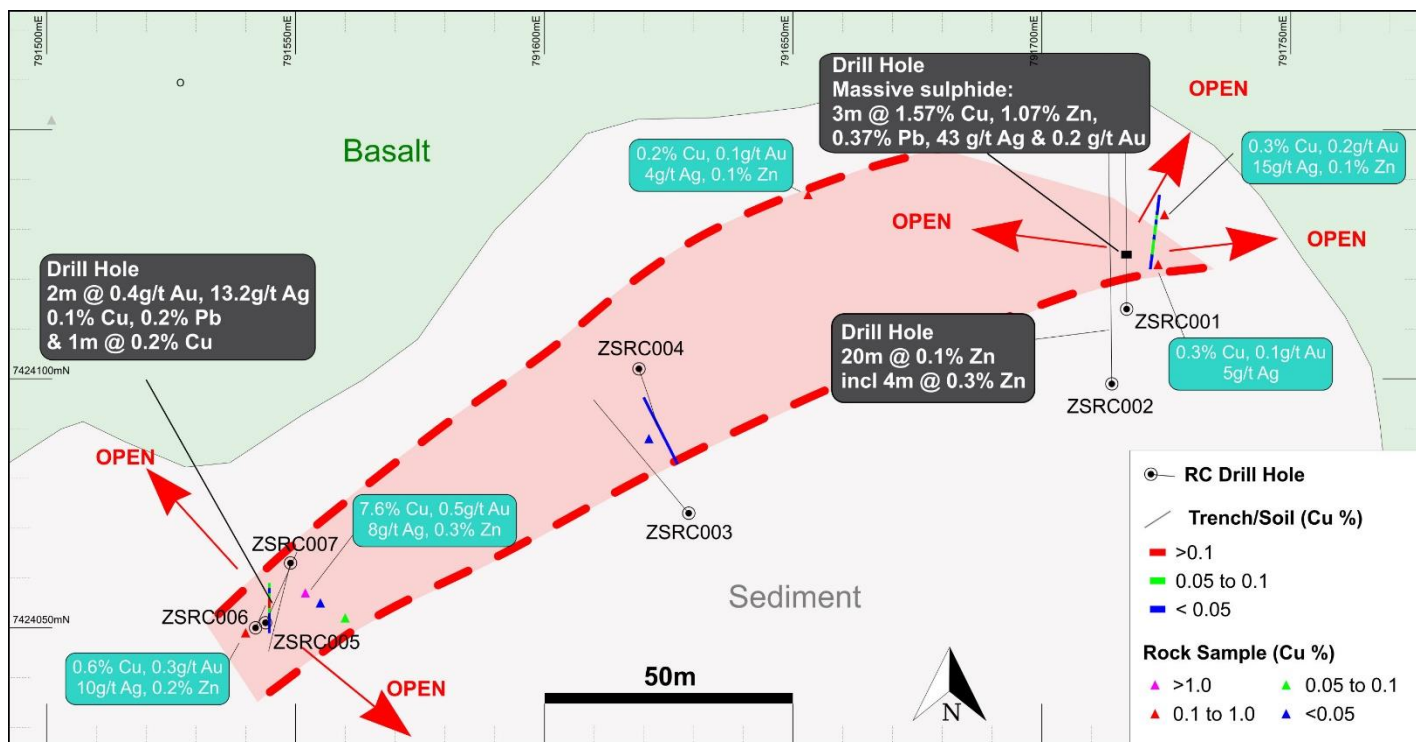 791500mE
791550mE
791600mE
791650mE
791700mE
791750mE
Drill Hole
Massive sulphide:
3m @ 1.57% Cu, 1.07% Zn,
0.37% Pb, 43 g/t Ag & 0.2 g/t Au
OPEN
Basalt
0.2% Cu, 0.1g/t Au
4g/t Ag, 0.1% Zn
0.3% Cu, 0.2g/t Au
15g/t Ag, 0.1% Zn
OPEN
OPEN
Drill Hole
2m @ 0.4g/t Au, 13.2g/t Ag
0.1% Cu, 0.2% Pb
& 1m @ 0.2% Cu
ZSRC001
Drill Hole
20m @ 0.1% Zn
incl 4m @ 0.3% Zn
0.3% Cu, 0.1g/t Au
5g/t Ag
ZSRC004
7424100mN
ZSRC002
OPEN
7.6% Cu, 0.5g/t Au
8g/t Ag, 0.3% Zn
ZSRC003
ZSRC007
Sediment
ZSRC006
7424050mN
ZSRC005
0.6% Cu, 0.3g/t Au
10g/t Ag, 0.2% Zn
OPEN
50m
N
RC Drill Hole
Trench/Soil (Cu %)
>0.1
0.05 to 0.1
< 0.05
Rock Sample (Cu %)
>1.0
0.05 to 0.1
0.1 to 1.0
<0.05